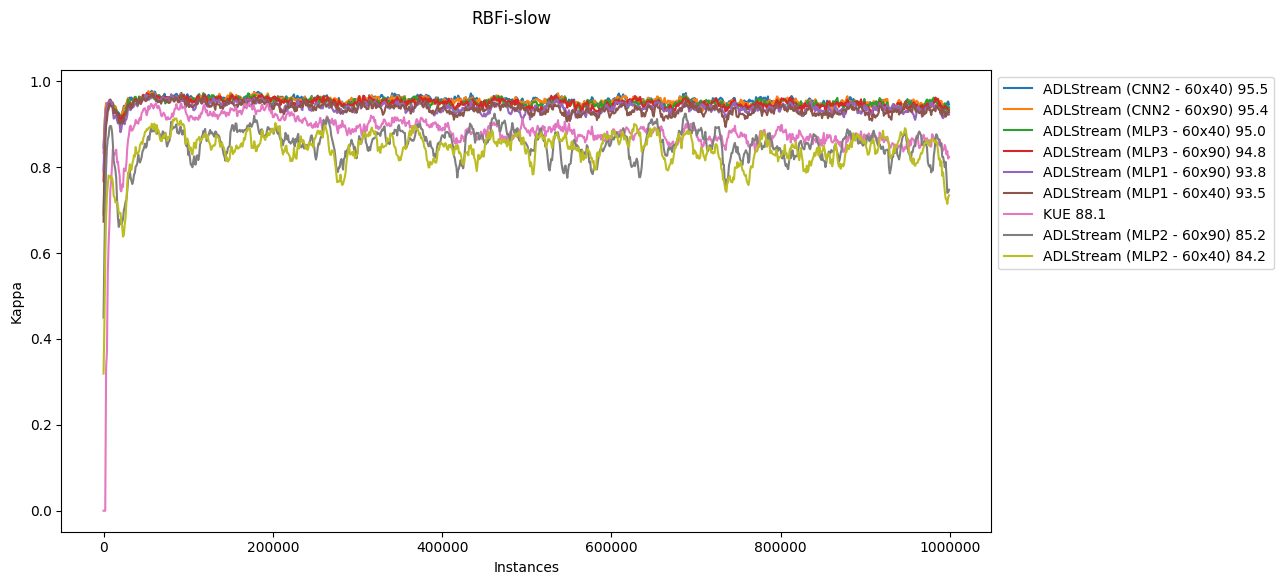 RBFi-slow
1.0
0.8
0.6
0.4
0.2
0.0
Kappa
0
200000
400000
600000
800000
1000000
Instances
ADLStream (CNN2 - 60x40) 95.5
ADLStream (CNN2 - 60x90) 95.4
ADLStream (MLP3 - 60x40) 95.0
ADLStream (MLP3 - 60x90) 94.8
ADLStream (MLP1 - 60x90) 93.8
ADLStream (MLP1 - 60x40) 93.5
KUE 88.1
ADLStream (MLP2 - 60x90) 85.2
ADLStream (MLP2 - 60x40) 84.2